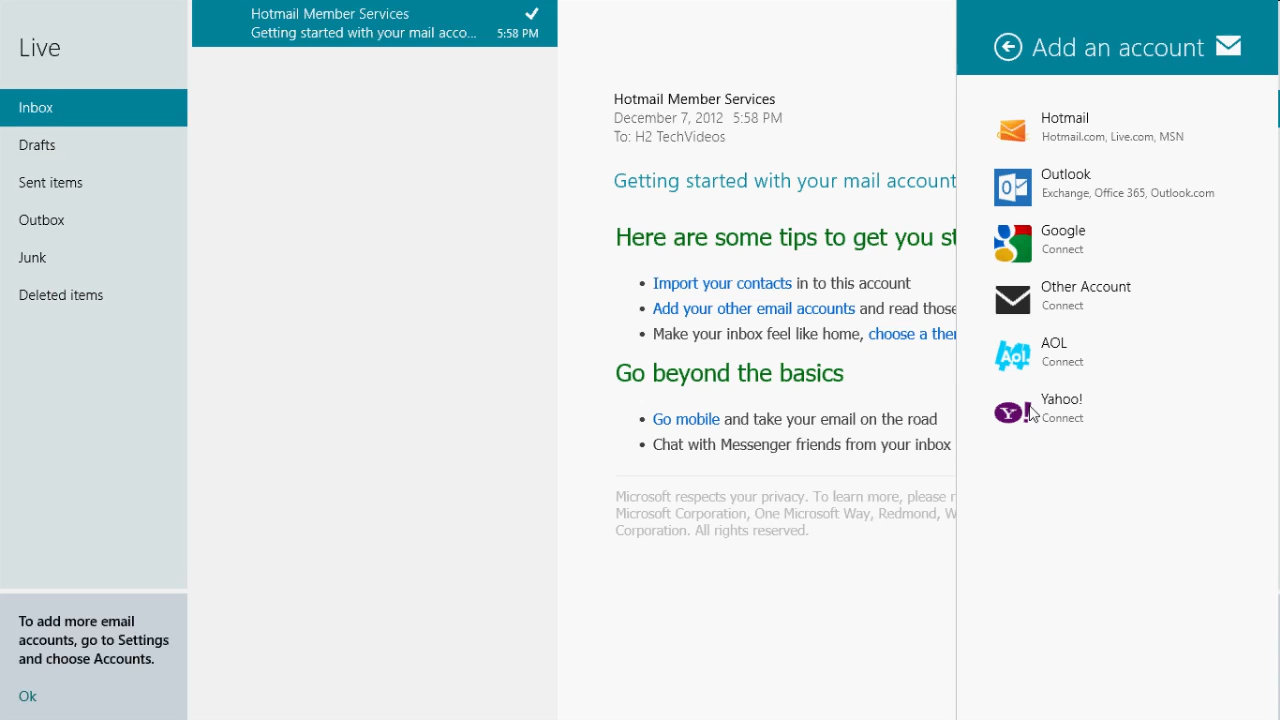 Live
Inbox
Drafts
Sent items
Outbox
Junk
Deleted items
To add more email
accounts, go to Settings
and choose Accounts.
Ok
Hotmail Member Services
Getting started with your mail acco... 5:58 PM
Hotmail Member Services
December 7, 2012 5:58 PM
To: H2 TechVideos
Getting started with your mail account
Here are some tips to get you st
• Import your contacts in to this account
• Add your other email accounts and read those
• Make your inbox feel like home, choose a ther
Go beyond the basics
• Go mobile and take your email on the road
• Chat with Messenger friends from your inbox
Microsoft respects your privacy. To learn more, please r
Microsoft Corporation, One Microsoft Way, Redmond, W
Corporation. All rights reserved.
Add an account
Hotmail
Hotmail.com, Live.com, MSN
Outlook
Exchange, Office 365, Outlook.com
Google
Connect
Other Account
Connect
Aol.
AOL
Connect
Y!
Yahoo!
Connect